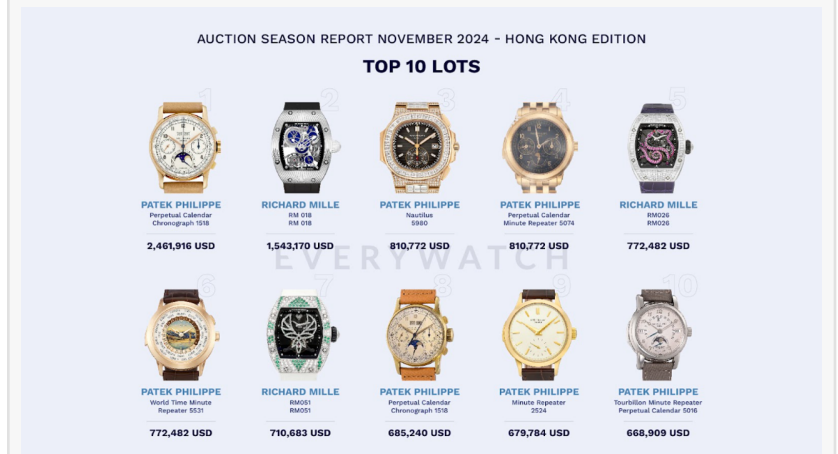 AUCTION SEASON REPORT NOVEMBER 2024 - HONG KONG EDITION
TOP 10 LOTS
1
PATEK PHILIPPE
Perpetual Calendar
Chronograph 1518
2,461,916 USD
2
RICHARD MILLE
RM 018
RM 018
1,543,170 USD
3
PATEK PHILIPPE
Nautilus
5980
810,772 USD
4
PATEK PHILIPPE
Perpetual Calendar
Minute Repeater 5074
810,772 USD
5
RICHARD MILLE
RM026
RM026
772,482 USD
EVERYWATCH
6
PATEK PHILIPPE
World Time Minute
Repeater 5531
772,482 USD
7
RICHARD MILLE
RM051
RM051
710,683 USD
8
PATEK PHILIPPE
Perpetual Calendar
Chronograph 1518
685,240 USD
9
PATEK PHILIPPE
Minute Repeater
2524
679,784 USD
10
PATEK PHILIPPE
Tourbillon Minute Repeater
Perpetual Calendar 5016
668,909 USD